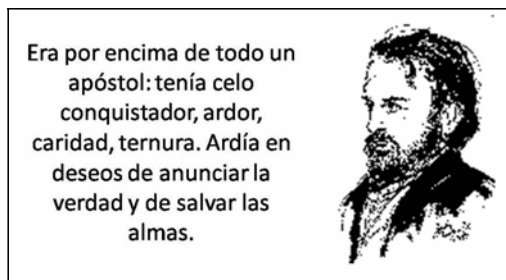 Era por encima de todo un
apóstol: tenía celo
conquistador, ardor,
caridad, ternura. Ardía en
deseos de anunciar la
verdad y de salvar las
almas.